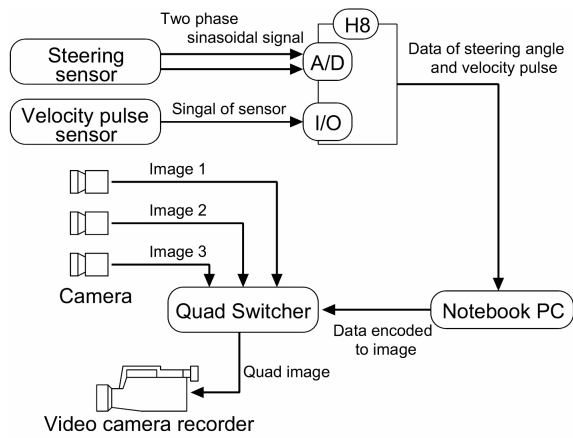 Two phase
sinasoidal signal
H8
Data of steering angle
and velocity pulse
Steering
sensor
A/D
Velocity pulse
sensor
Singal of sensor
I/O
Image 1
Image 2
Image 3
Camera
Quad Switcher
Notebook PC
Data encoded
to image
Quad image
Video camera recorder